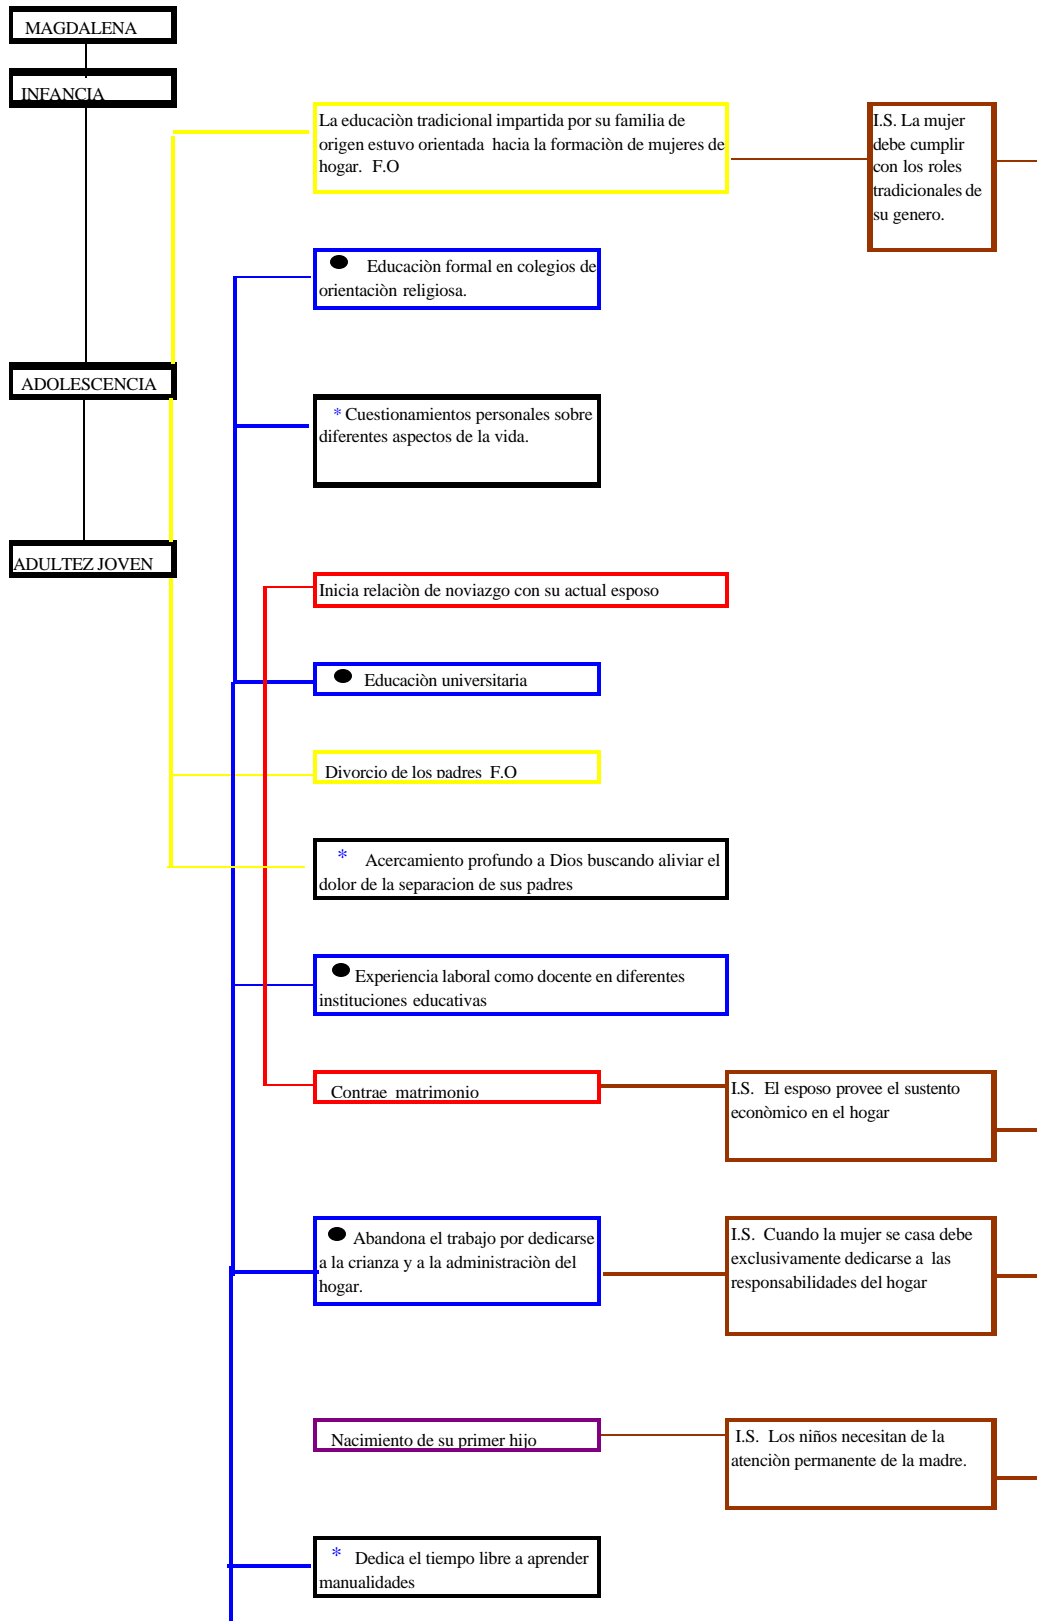 MAGDALENA
INFANCIA
La educaciòn tradicional impartida por su familia de
origen estuvo orientada hacia la formaciòn de mujeres de
hogar. F.O
I.S. La mujer
debe cumplir
con los roles
tradicionales de
su genero.
● Educaciòn formal en colegios de
orientaciòn religiosa.
ADOLESCENCIA
* Cuestionamientos personales sobre
diferentes aspectos de la vida.
ADULTEZ JOVEN
Inicia relaciòn de noviazgo con su actual esposo
● Educaciòn universitaria
Divorcio de los padres F.O
* Acercamiento profundo a Dios buscando aliviar el
dolor de la separacion de sus padres
● Experiencia laboral como docente en diferentes
instituciones educativas
Contrae matrimonio
I.S. El esposo provee el sustento
econòmico en el hogar
● Abandona el trabajo por dedicarse
a la crianza y a la administraciòn del
hogar.
I.S. Cuando la mujer se casa debe
exclusivamente dedicarse a las
responsabilidades del hogar
Nacimiento de su primer hijo
I.S. Los niños necesitan de la
atenciòn permanente de la madre.
* Dedica el tiempo libre a aprender
manualidades